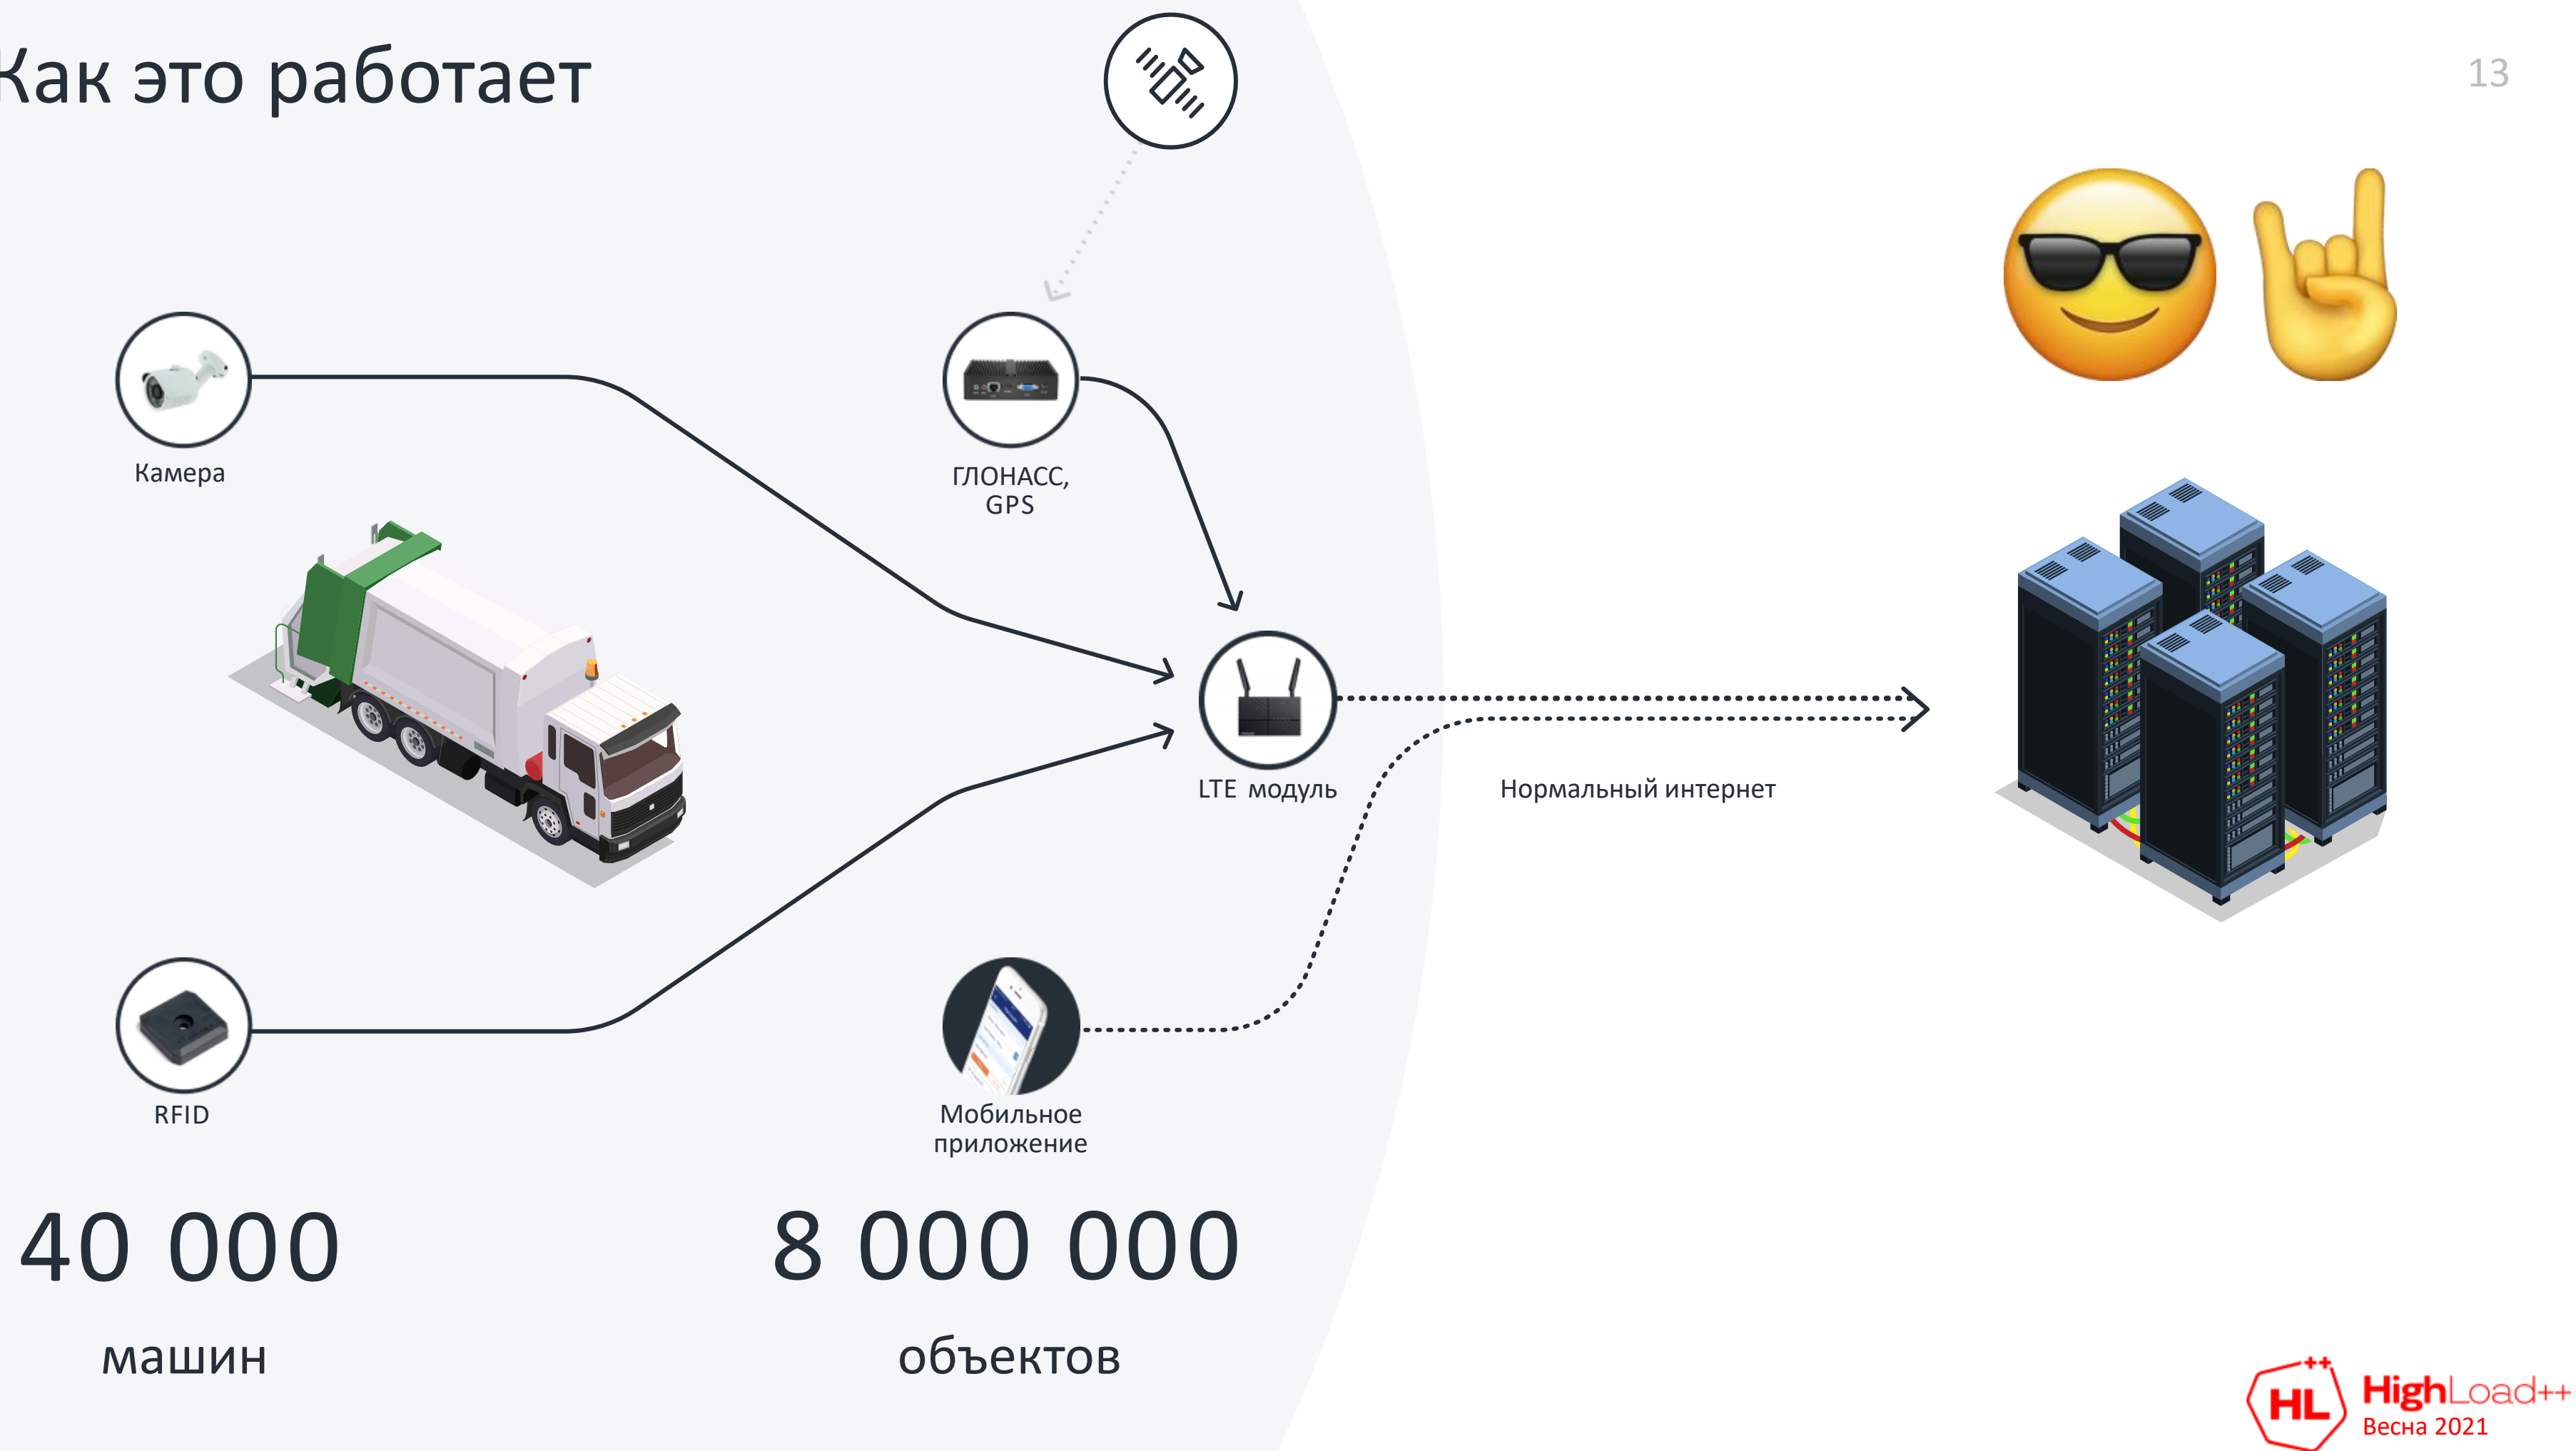 Как это работает
13
Камера
ГЛОНАСС,
GPS
LTE модуль
Нормальный интернет
RFID
Мобильное
приложение
40 000
машин
8 000 000
объектов
HL++
HighLoad++
Весна 2021